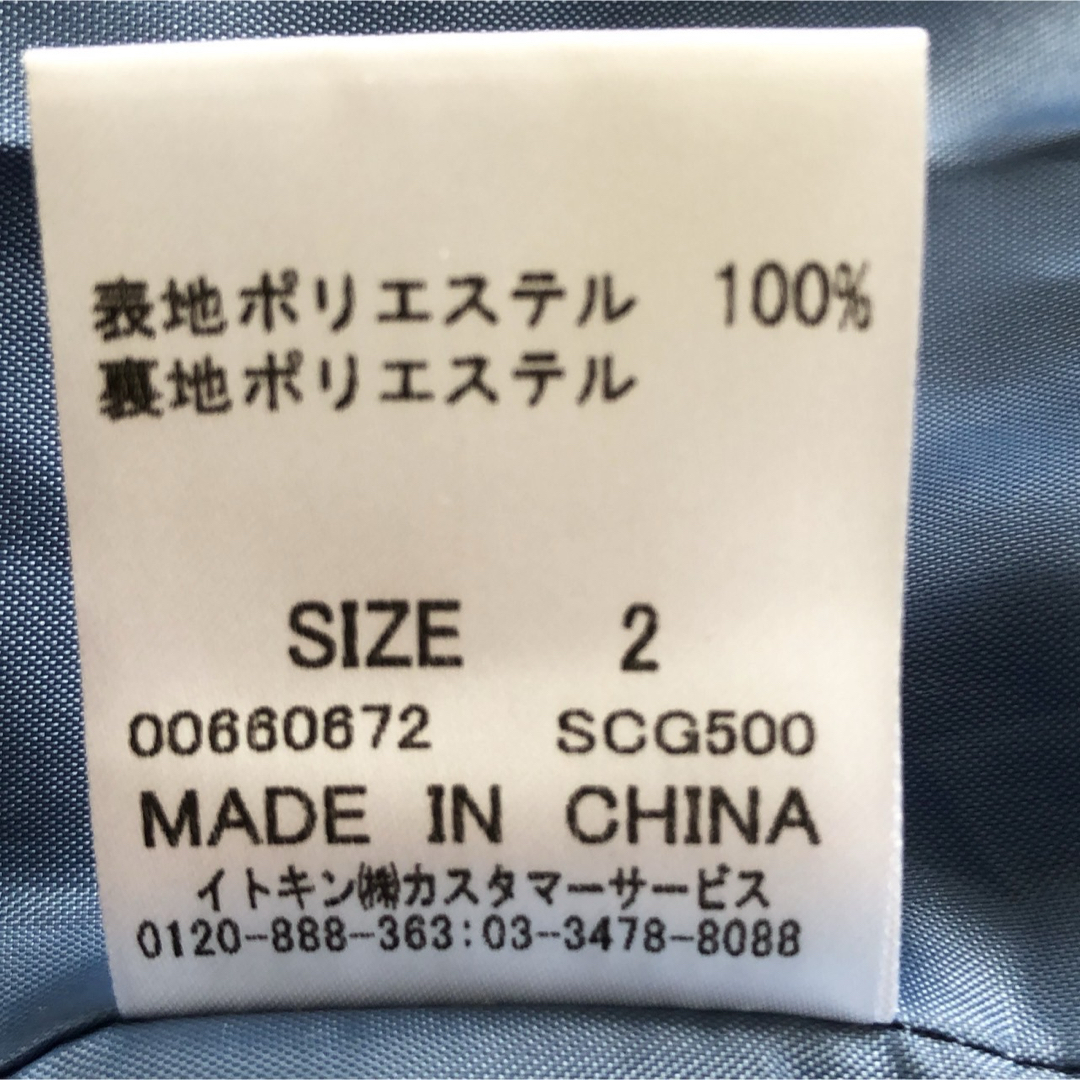 表地ポリエステル 100%
裏地ポリエステル
SIZE 2
00660672 SCG500
MADE IN CHINA
イトキン㈱カスタマーサービス
0120-888-363:03-3478-8088